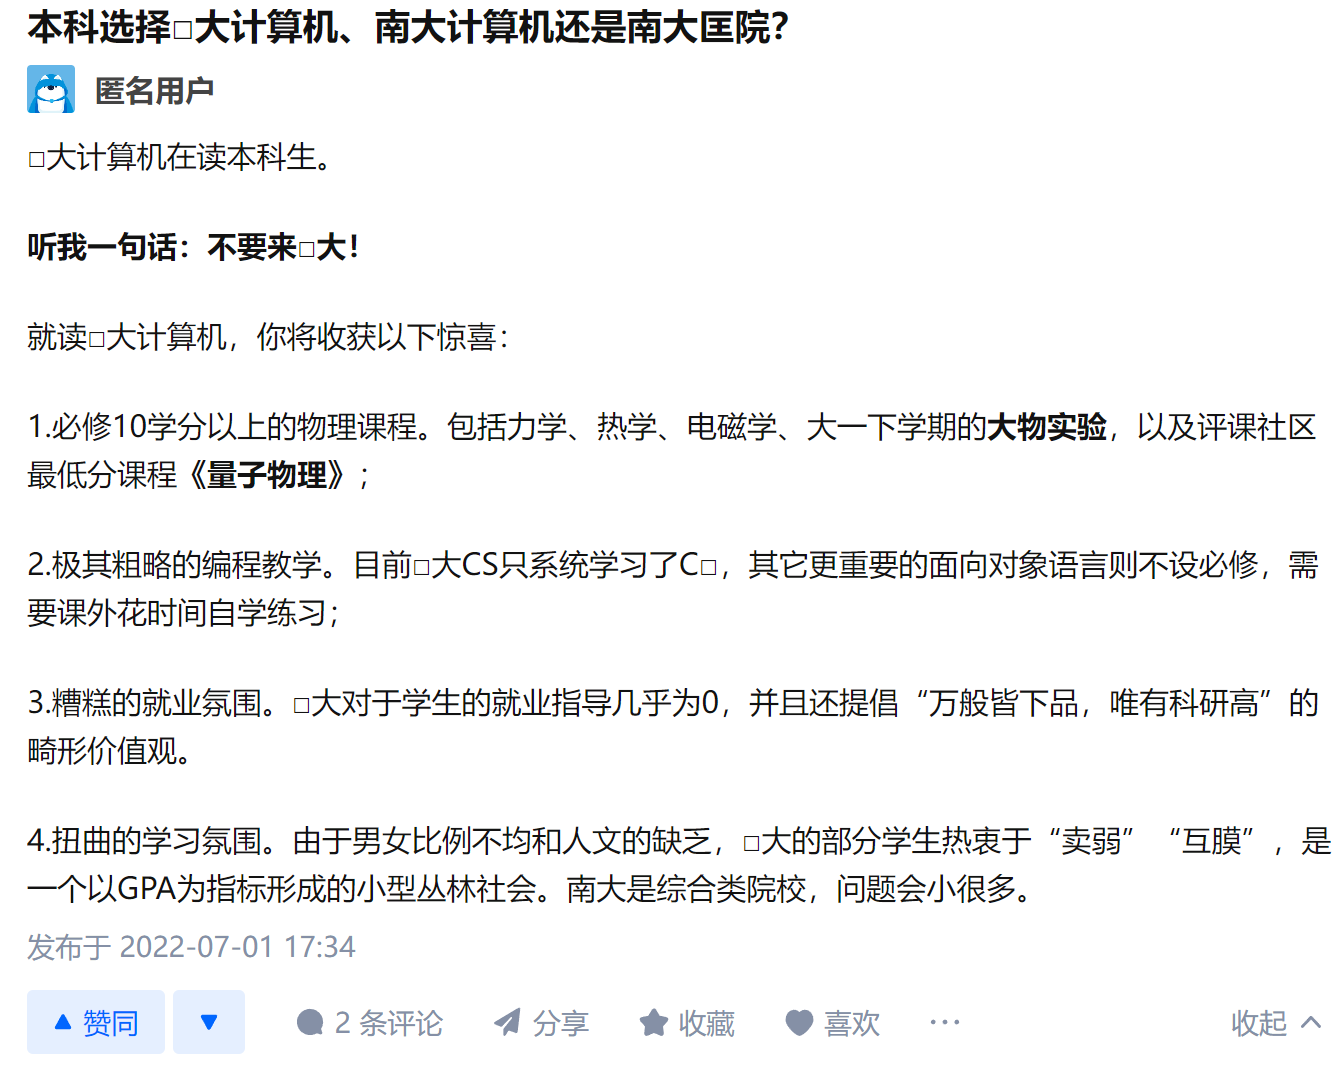 本科选择□大计算机、南大计算机还是南大匡院?
匿名用户
□大计算机在读本科生。
听我一句话：不要来□大！
就读□大计算机，你将收获以下惊喜：
1.必修10学分以上的物理课程。包括力学、热学、电磁学、大一下学期的大物实验，以及评课社区
最低分课程《量子物理》；
2.极其粗略的编程教学。目前□大CS只系统学习了C□，其它更重要的面向对象语言则不设必修，需
要课外花时间自学练习；
3.糟糕的就业氛围。□大对于学生的就业指导几乎为0，并且还提倡“万般皆下品，唯有科研高”的
畸形价值观。
4.扭曲的学习氛围。由于男女比例不均和人文的缺乏，□大的部分学生热衷于“卖弱”“互膜”，是
一个以GPA为指标形成的小型丛林社会。南大是综合类院校，问题会小很多。
发布于 2022-07-01 17:34
赞同 2 条评论 分享 收藏 喜欢 ··· 收起